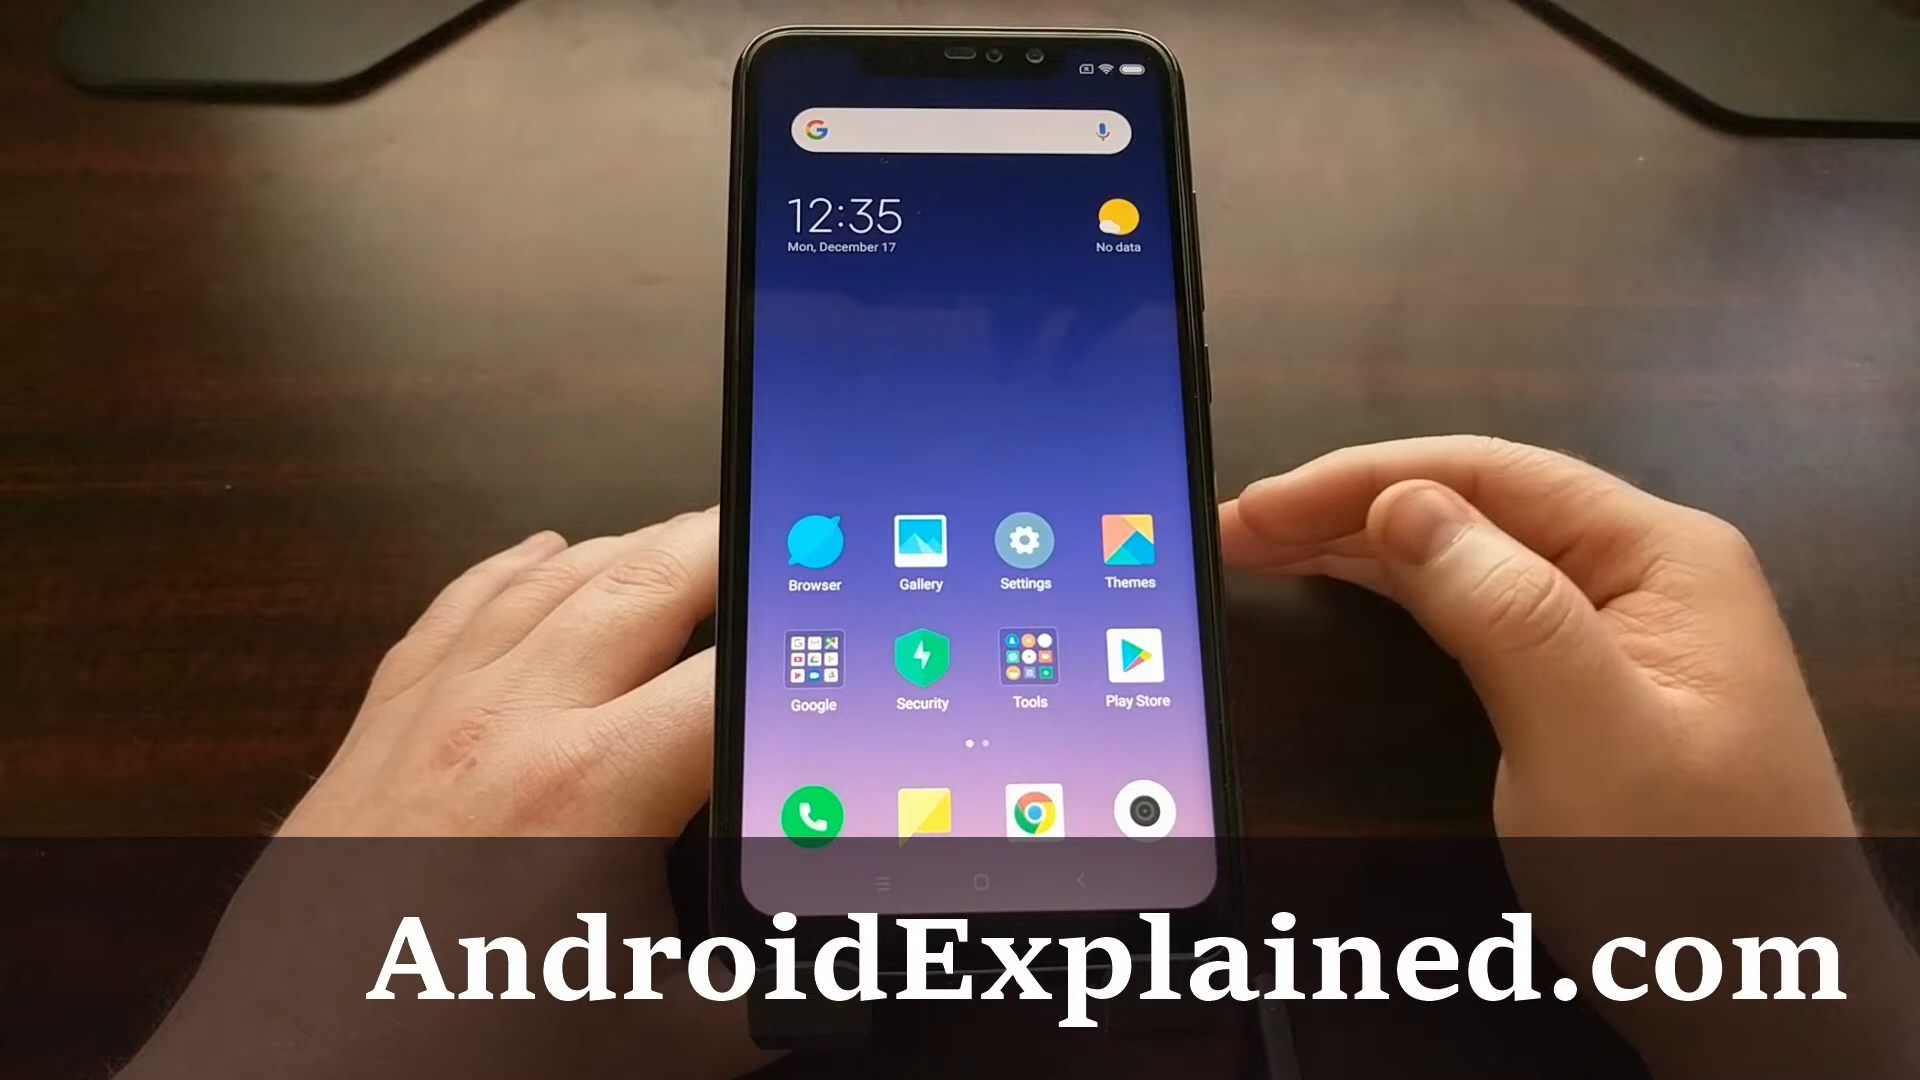 12:35
Mon, December 17
No data
Browser
Gallery
Settings
Themes
Google
Security
Tools
Play Store
AndroidExplained.com